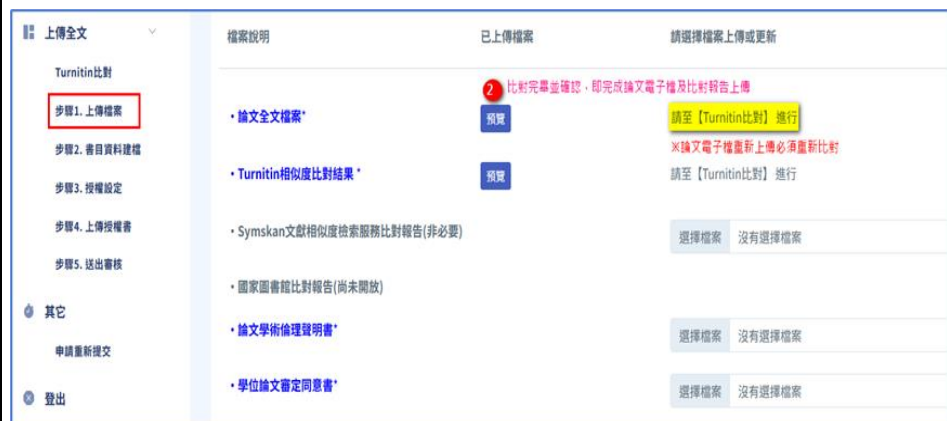 上傳全文
Turnitin比對
步驟1. 上傳檔案
步驟2. 書目資料建檔
步驟3. 授權設定
步驟4. 上傳授權書
步驟5. 送出審核
其它
申請重新提交
登出
檔案說明 已上傳檔案 請選擇檔案上傳或更新
2 比對完畢並確認，即完成論文電子檔及比對報告上傳
•論文全文檔案* 預覽 請至【Turnitin比對】 進行
※論文電子檔重新上傳必須重新比對
•Turnitin相似度比對結果 * 預覽 請至【Turnitin比對】 進行
•Symskan文獻相似度檢索服務比對報告(非必要) 選擇檔案 沒有選擇檔案
•國家圖書館比對報告(尚未開放)
•論文學術倫理聲明書* 選擇檔案 沒有選擇檔案
•學位論文審定同意書* 選擇檔案 沒有選擇檔案